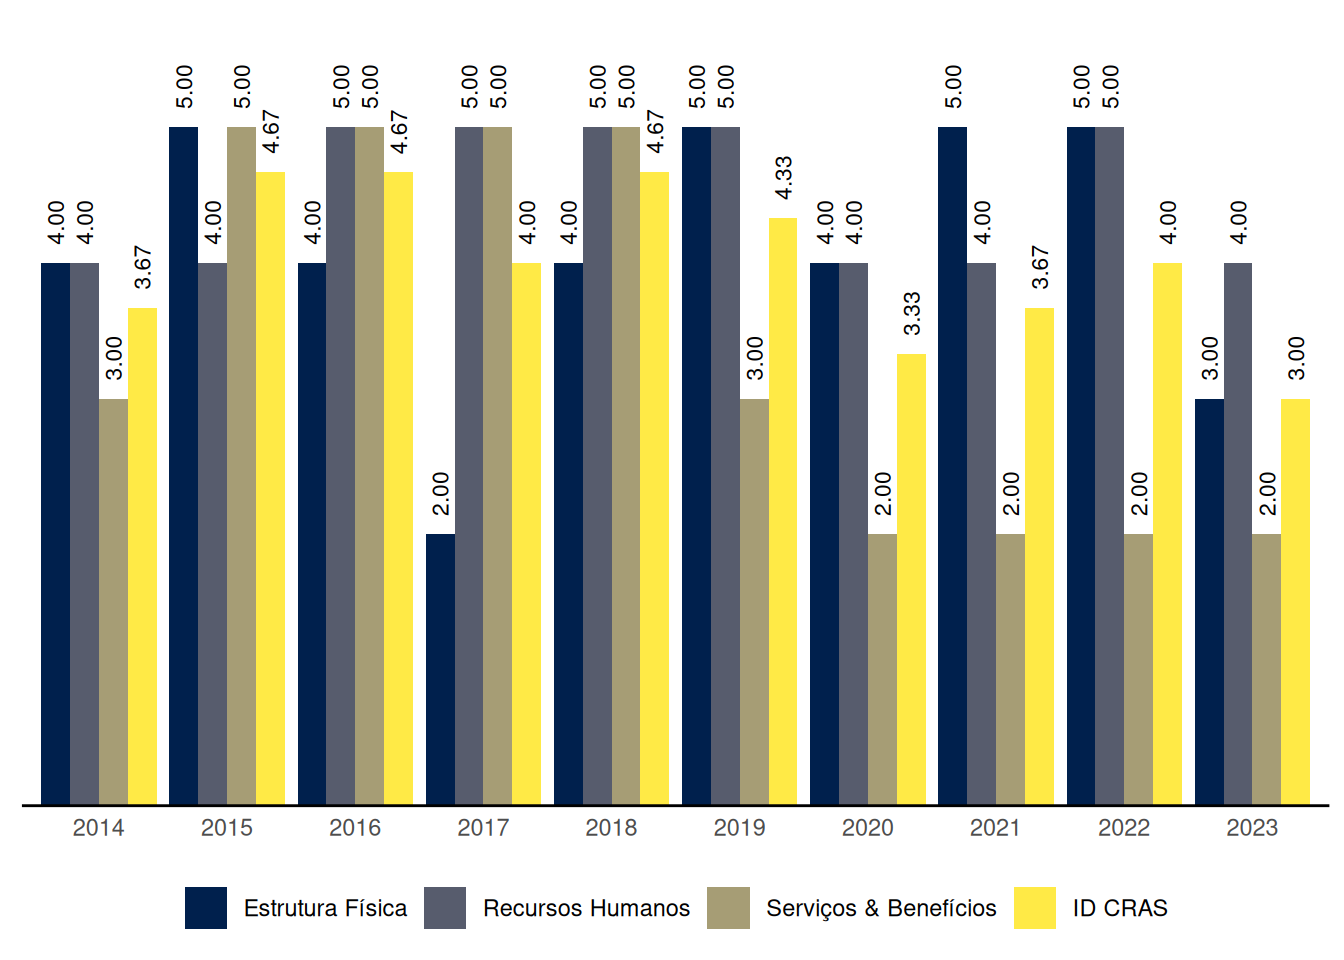 4.00 4.00 3.00 3.67
5.00 4.00 5.00 4.67
4.00 5.00 5.00 4.67
2.00 5.00 5.00 4.00
4.00 5.00 5.00 4.67
5.00 5.00 3.00 4.33
4.00 4.00 2.00 3.33
5.00 4.00 2.00 3.67
5.00 5.00 2.00 4.00
3.00 4.00 2.00 3.00
2014 2015 2016 2017 2018 2019 2020 2021 2022 2023
Estrutura Física Recursos Humanos Serviços & Benefícios ID CRAS